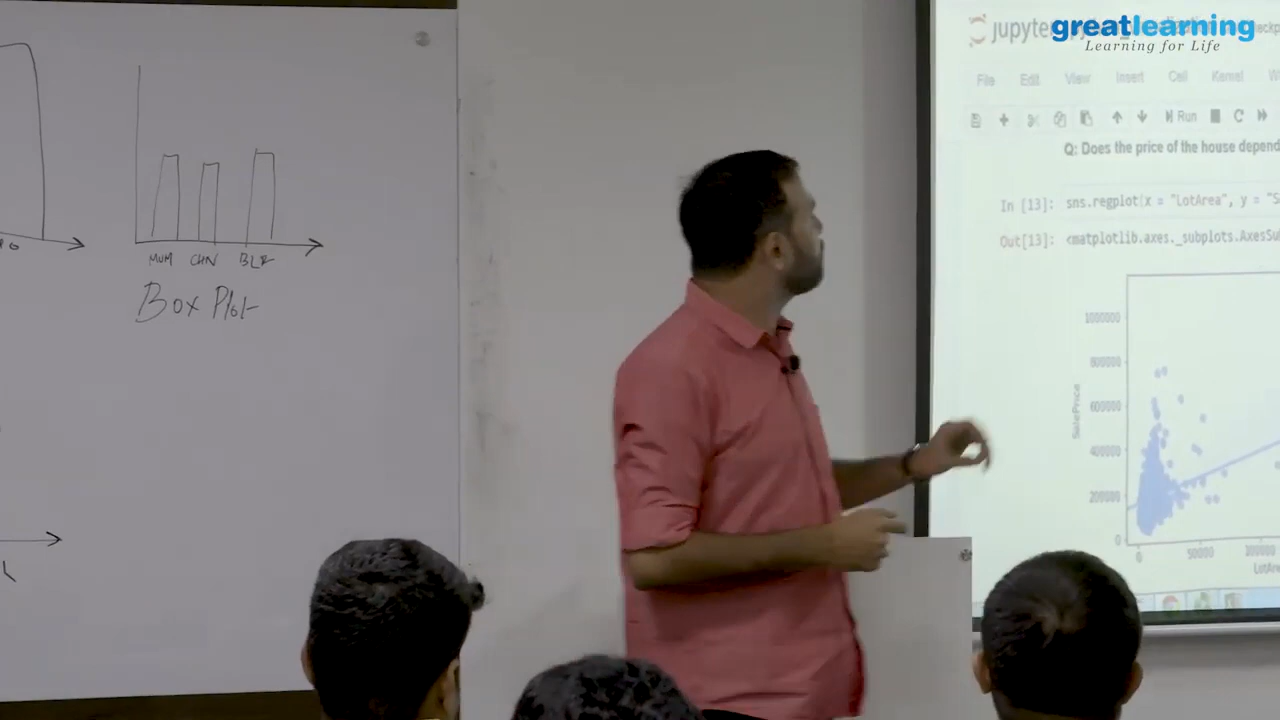 MUM CHN BLR
Box Plot
greatlearning
Learning for Life
jupyter
File Edit View Insert Cell Kernel
Run
Q: Does the price of the house depend
In [13]: sns.regplot(x = "LotArea", y = "S
Out[13]: <matplotlib.axes._subplots.AxesSu
1000000
800000
600000
400000
200000
0
SalePrice
0 50000 100000
LotArea